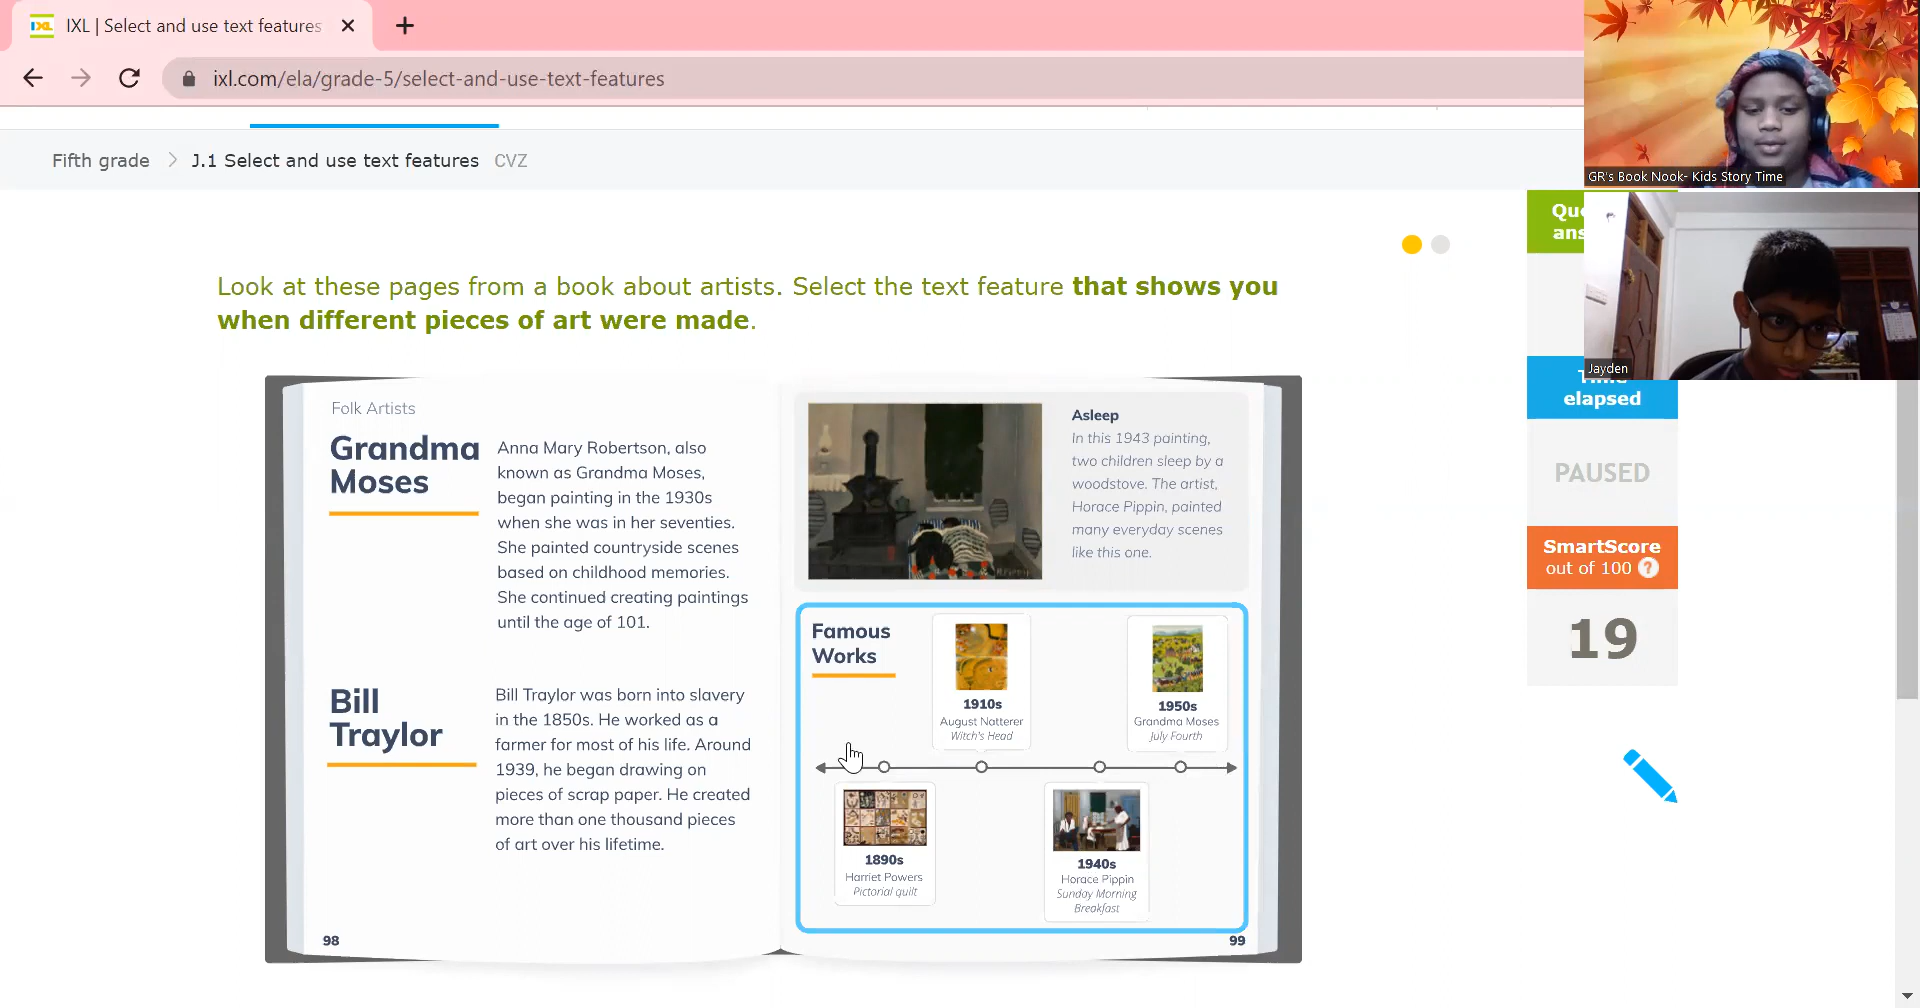 IXL | Select and use text features
ixl.com/ela/grade-5/select-and-use-text-features
Fifth grade
J.1 Select and use text features CVZ
GR's Book Nook- Kids Story Time
Jayden
Look at these pages from a book about artists. Select the text feature that shows you
when different pieces of art were made.
Folk Artists
Grandma
Moses
Anna Mary Robertson, also
known as Grandma Moses,
began painting in the 1930s
when she was in her seventies.
She painted countryside scenes
based on childhood memories.
She continued creating paintings
until the age of 101.
Bill
Traylor
Bill Traylor was born into slavery
in the 1850s. He worked as a
farmer for most of his life. Around
1939, he began drawing on
pieces of scrap paper. He created
more than one thousand pieces
of art over his lifetime.
98
Asleep
In this 1943 painting,
two children sleep by a
woodstove. The artist,
Horace Pippin, painted
many everyday scenes
like this one.
Famous
Works
1910s
August Natterer
Witch's Head
1950s
Grandma Moses
July Fourth
1890s
Harriet Powers
Pictorial quilt
1940s
Horace Pippin
Sunday Morning
Breakfast
99
elapsed
PAUSED
SmartScore
out of 100 ?
19